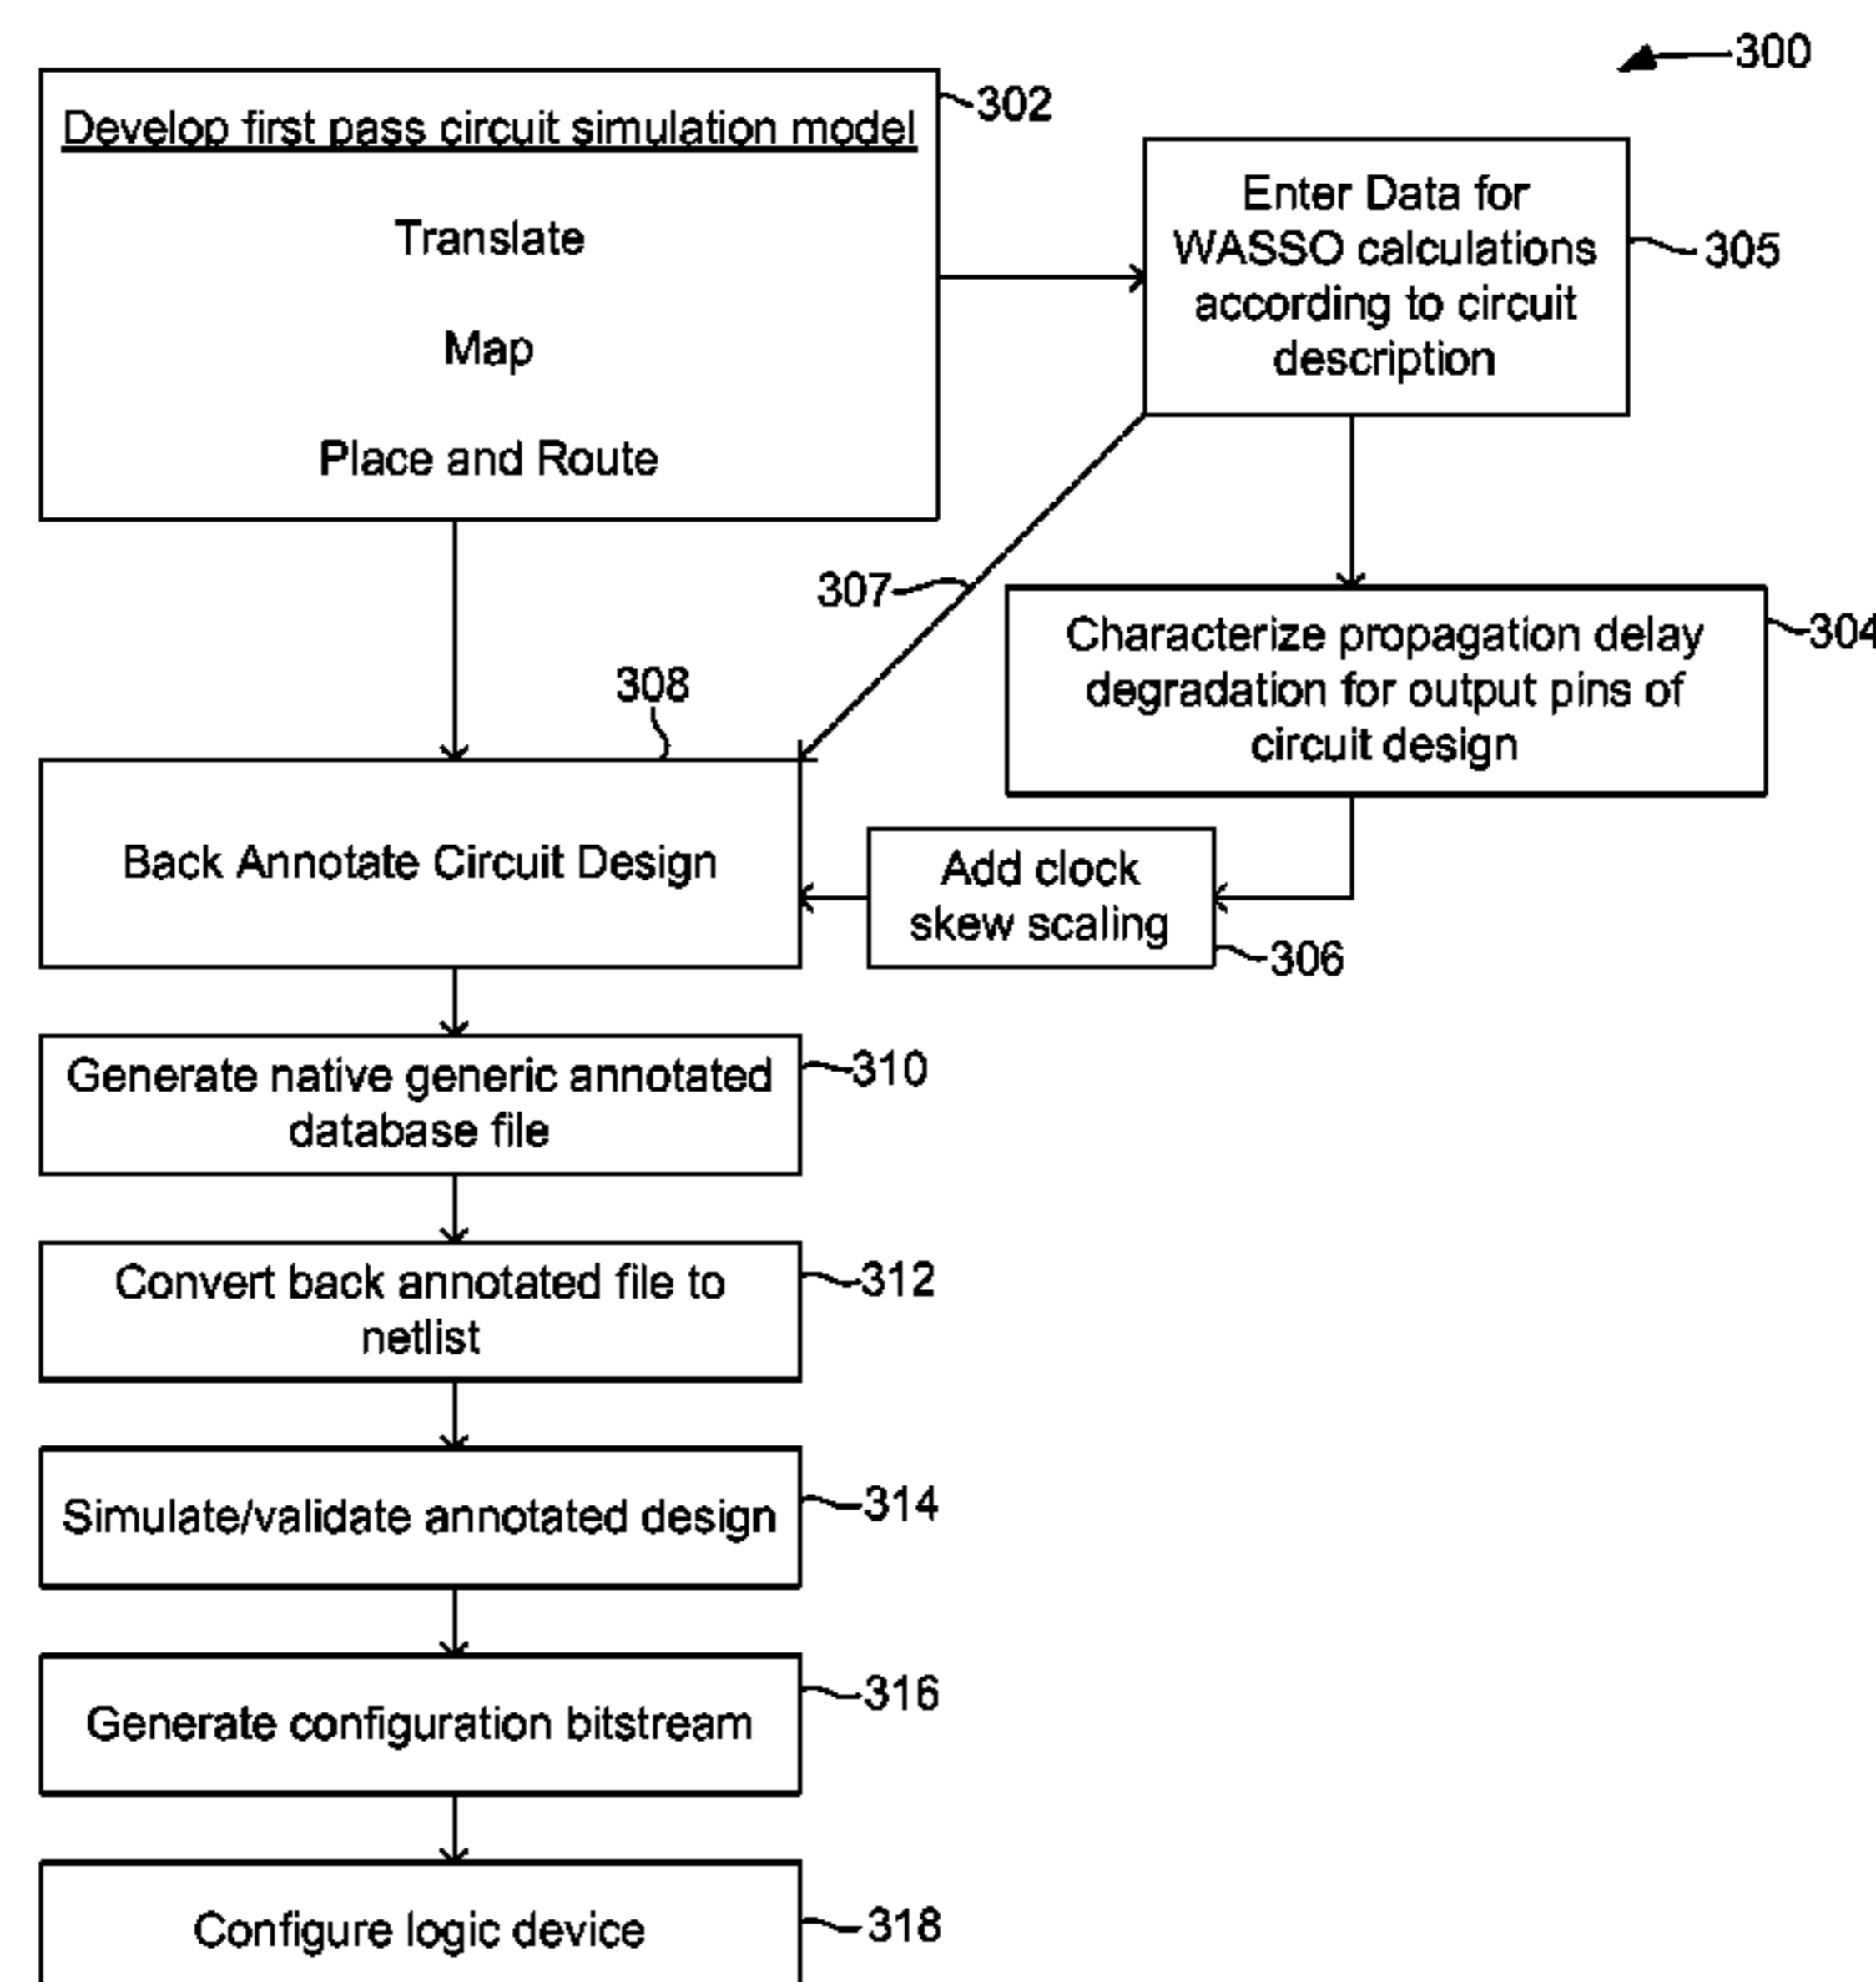 300
Develop first pass circuit simulation model
302
Translate
Map
Place and Route
Enter Data for
WASSO calculations
according to circuit
description
305
307
Characterize propagation delay
degradation for output pins of
circuit design
304
308
Back Annotate Circuit Design
Add clock
skew scaling
306
Generate native generic annotated
database file
310
Convert back annotated file to
netlist
312
Simulate/validate annotated design
314
Generate configuration bitstream
316
Configure logic device
318